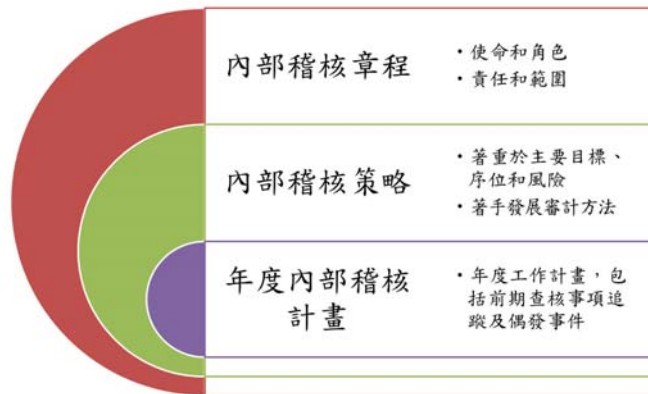 內部稽核章程
・使命和角色
・責任和範圍
內部稽核策略
・著重於主要目標、
序位和風險
・著手發展審計方法
年度內部稽核
計畫
・年度工作計畫，包
括前期查核事項追
蹤及偶發事件